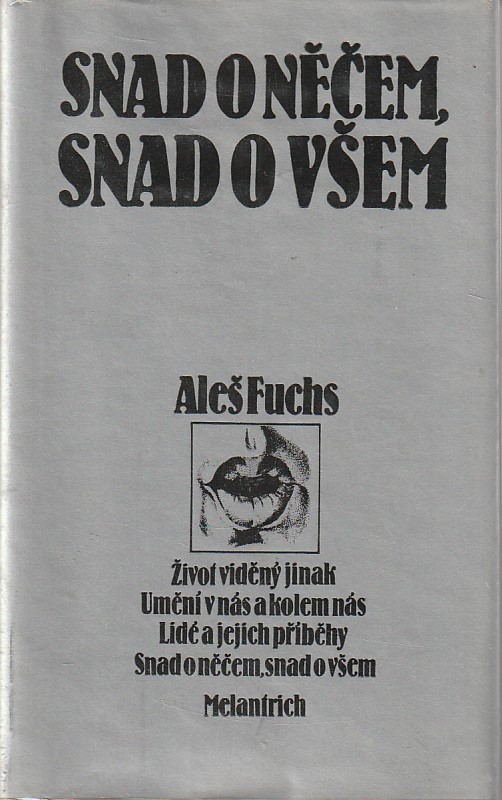 SNAD O NĚČEM,
SNAD O VŠEM
Aleš Fuchs
Život viděný jinak
Umění v nás a kolem nás
Lidé a jejich příběhy
Snad o něčem, snad o všem
Melantrich